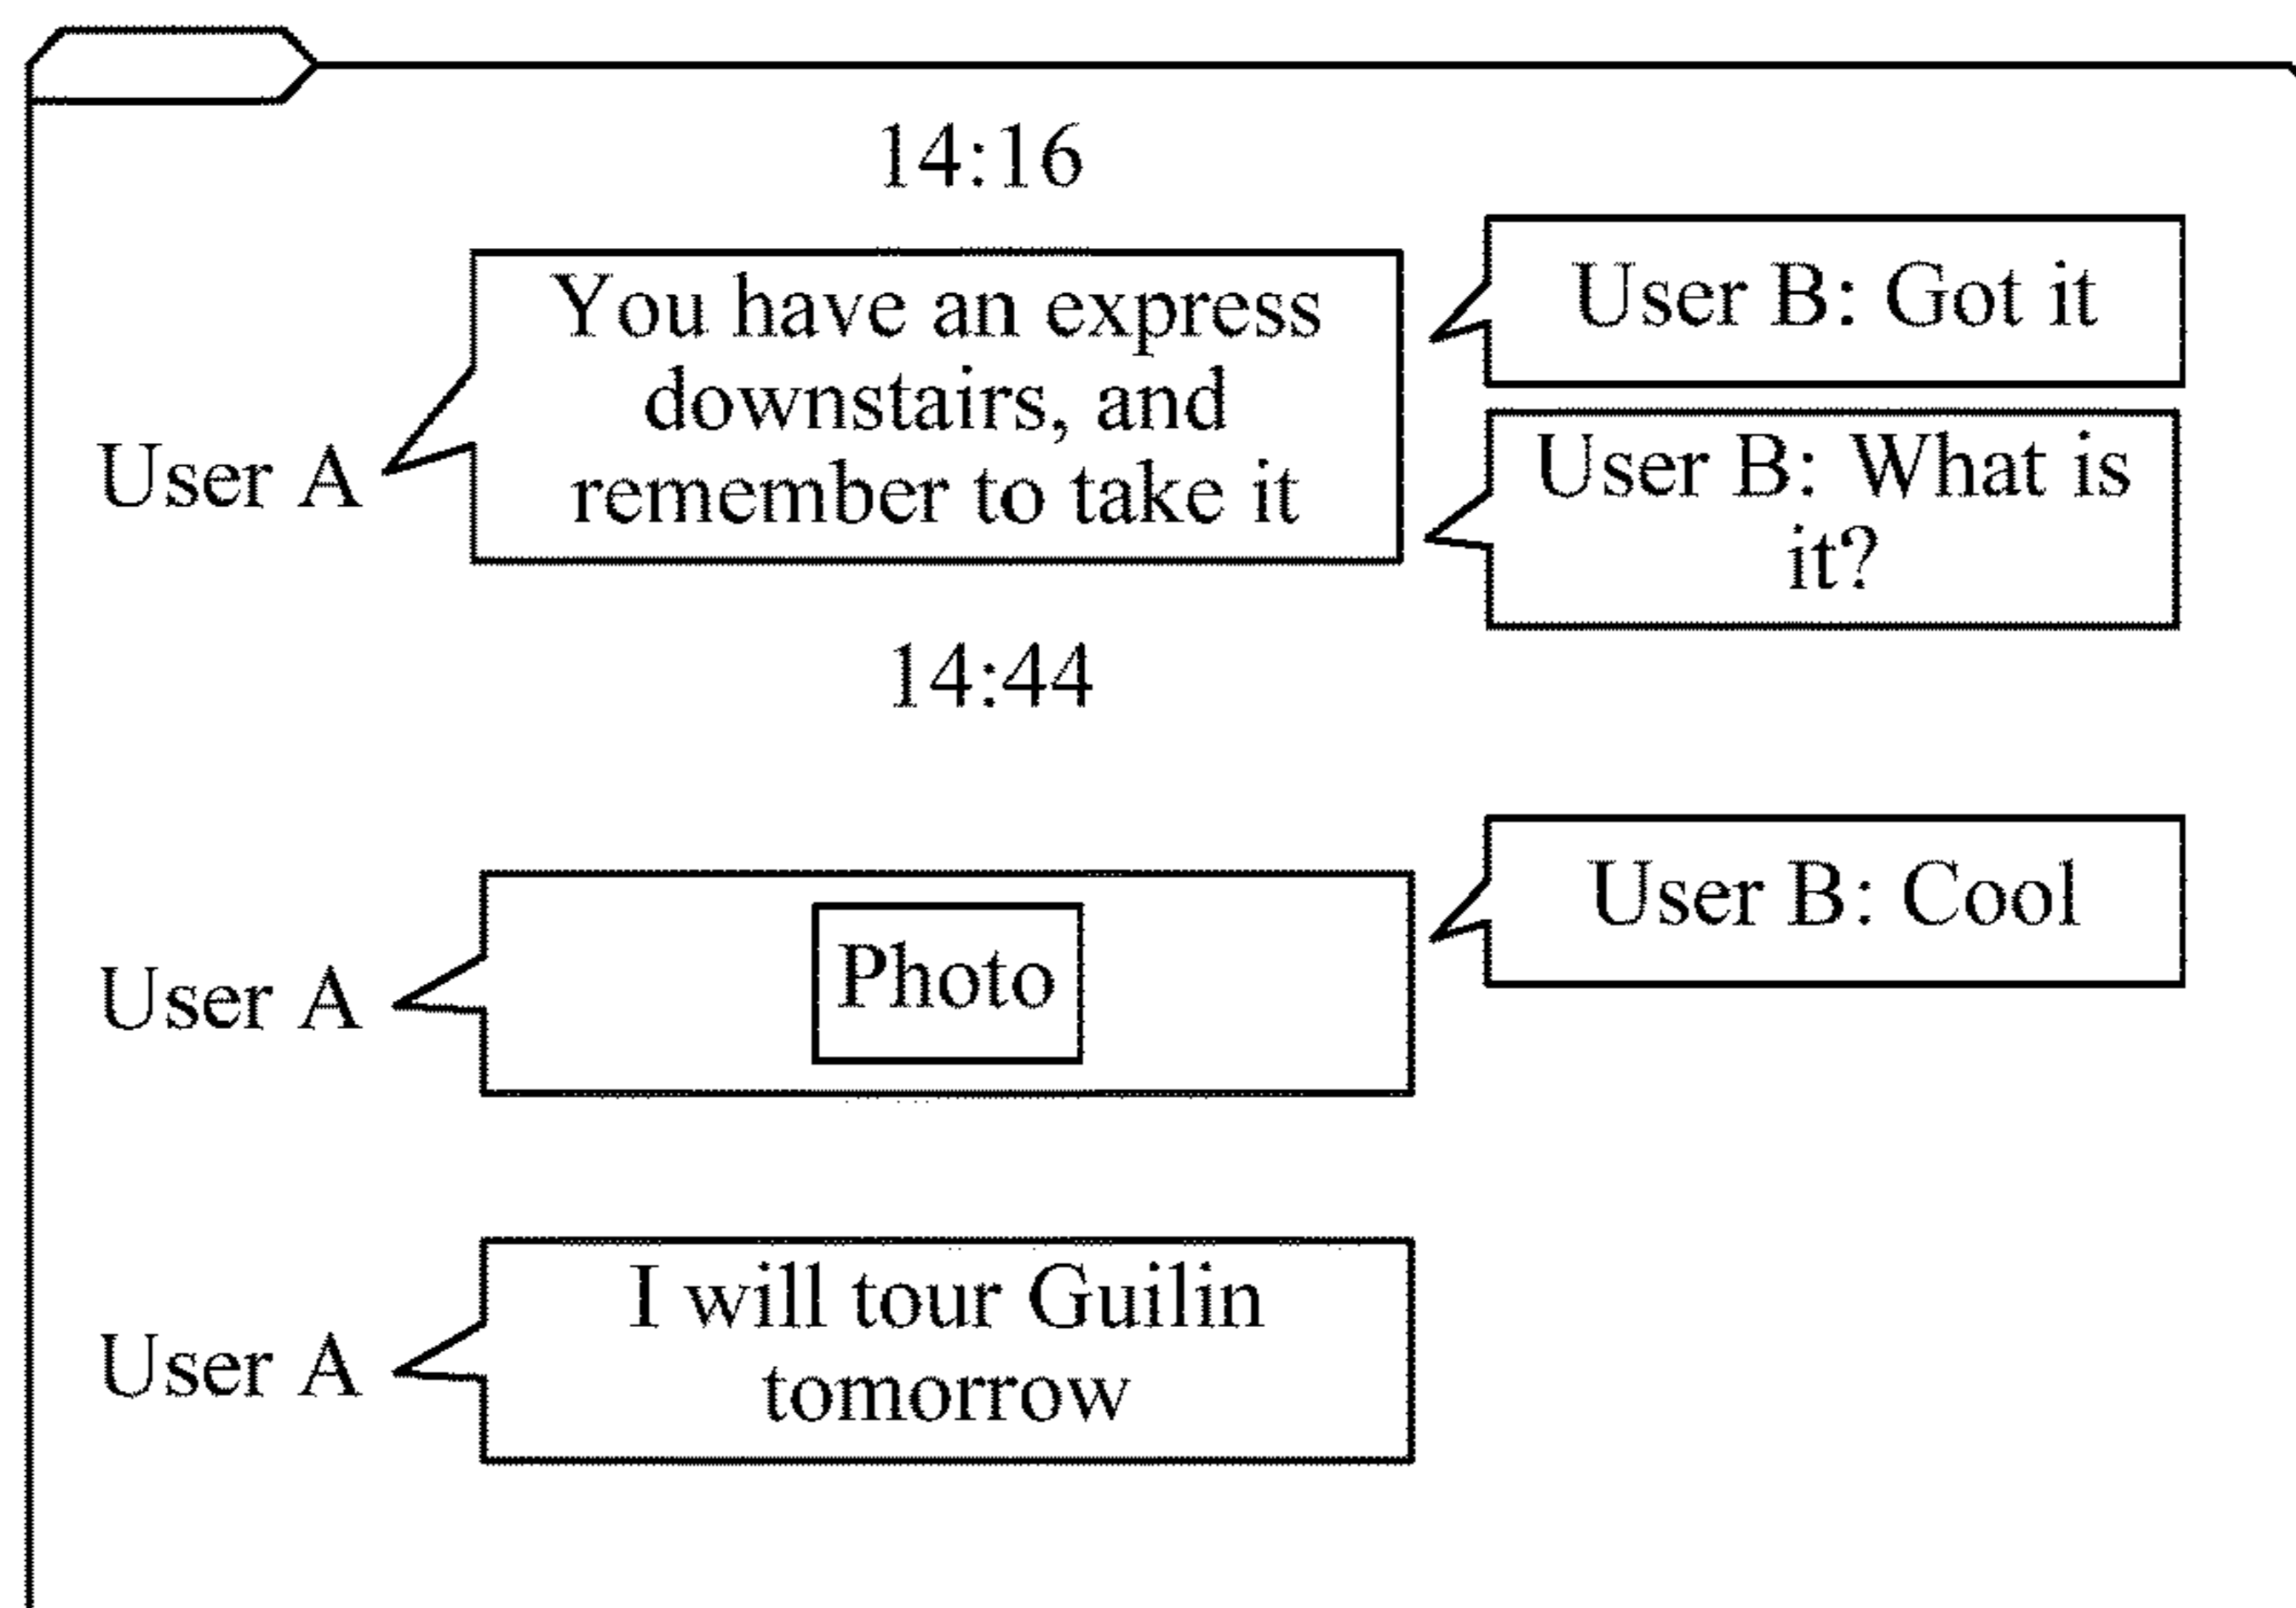 14:16
You have an express
downstairs, and
remember to take it
User A
User B: Got it
User B: What is
it?
14:44
User A
Photo
User B: Cool
User A
I will tour Guilin
tomorrow